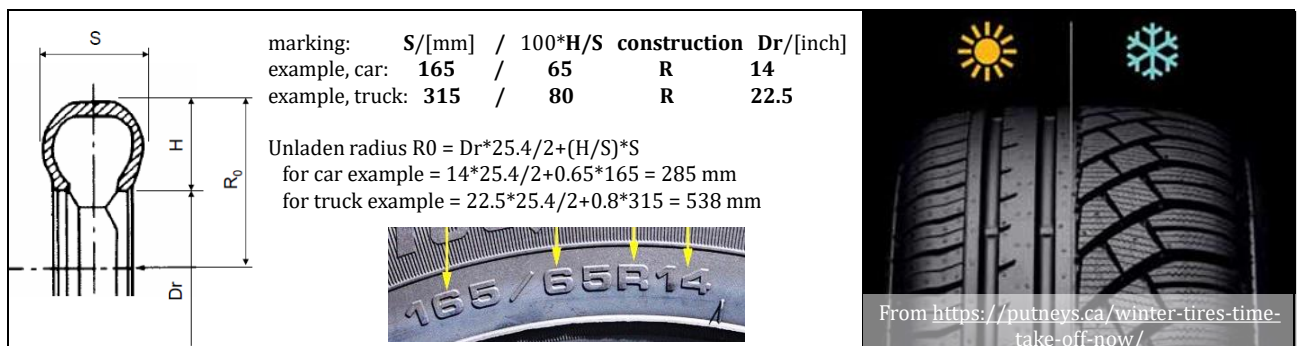 S
H
R0
Dr
marking: S/[mm] / 100*H/S construction Dr/[inch]
example, car: 165 / 65 R 14
example, truck: 315 / 80 R 22.5
Unladen radius R0 = Dr*25.4/2+(H/S)*S
for car example = 14*25.4/2+0.65*165 = 285 mm
for truck example = 22.5*25.4/2+0.8*315 = 538 mm
165/65R14
From https://putneys.ca/winter-tires-time-
take-off-now/